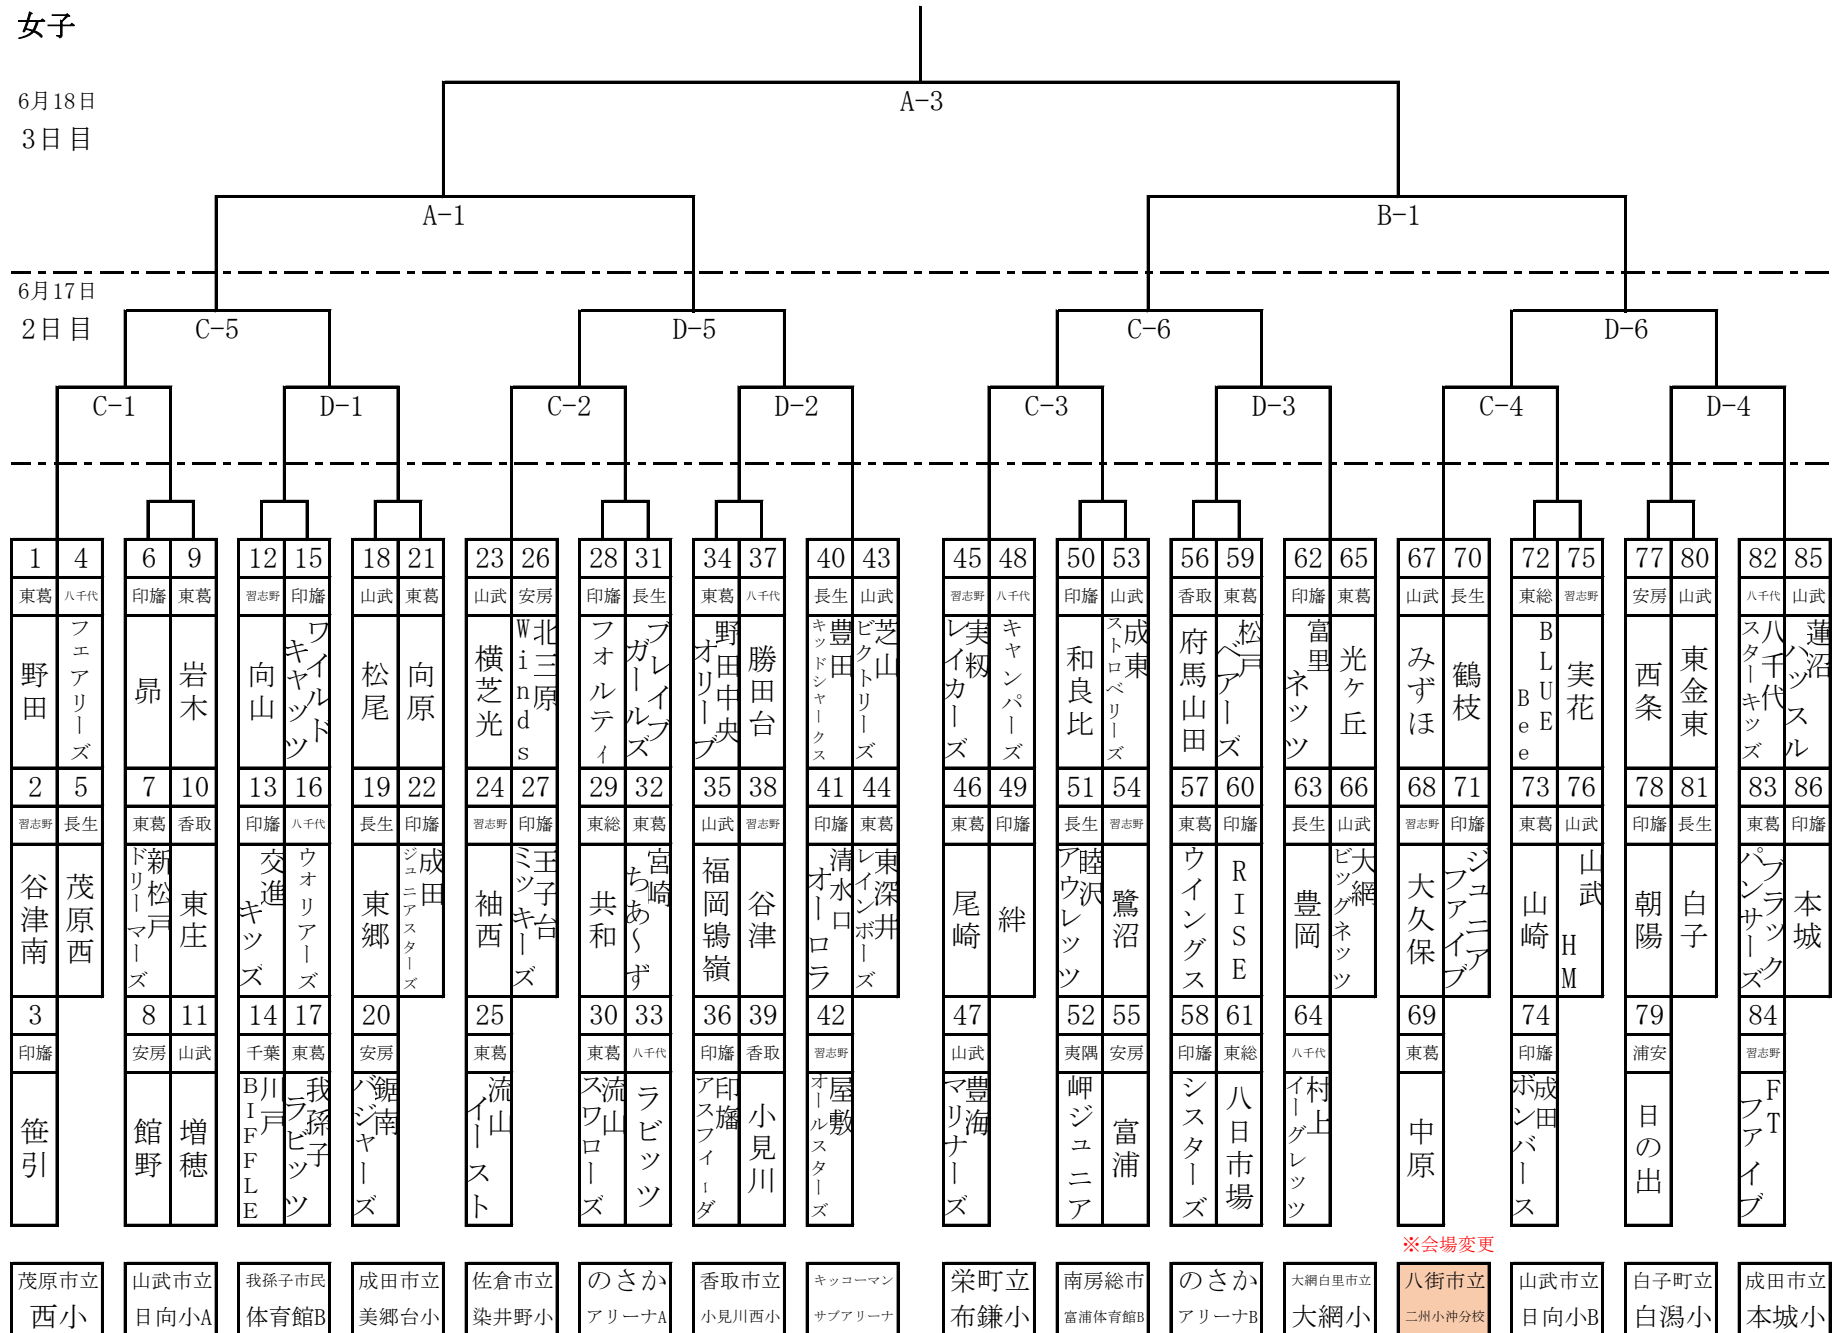 女子
6月18日
3日目
A-3
A-1
B-1
6月17日
2日目
C-5
D-5
C-6
D-6
C-1
D-1
C-2
D-2
C-3
D-3
C-4
D-4
1 東葛 野田
2 習志野 谷津南
3 印旛 笹引
4 八千代 フェアリーズ
5 長生 茂原西
茂原市立
西小
6 印旛 昴
7 東葛 新松戸ドリーマーズ
8 安房 館野
9 東葛 岩木
10 香取 東庄
11 山武 増穂
山武市立
日向小A
12 習志野 向山
13 印旛 交進キッズ
14 千葉 川戸BIFFLE
15 印旛 ワイルドキャッツ
16 八千代 ウオリアーズ
17 東葛 我孫子ラビッツ
我孫子市民
体育館B
18 山武 松尾
19 長生 東郷
20 安房 鋸南バジャーズ
21 東葛 向原
22 印旛 成田ジュニアスターズ
成田市立
美郷台小
23 山武 横芝光
24 習志野 袖西
25 東葛 流山イースト
26 安房 北三原Winds
27 印旛 王子台ミッキーズ
佐倉市立
染井野小
28 印旛 フォルティ
29 東総 共和
30 東葛 流山スワローズ
31 長生 ブレイブガールズ
32 東葛 宮崎ちあ～ず
33 八千代 ラビッツ
のさか
アリーナA
34 東葛 野田中央オリーブ
35 山武 福岡鴇嶺
36 印旛 印旛アスフィーダ
37 八千代 勝田台
38 習志野 谷津
39 香取 小見川
香取市立
小見川西小
40 長生 豊田キッドシャークス
41 印旛 清水口オーロラ
42 習志野 屋敷オールスターズ
43 山武 芝山ビクトリーズ
44 東葛 東深井レインボーズ
キッコーマン
サブアリーナ
45 習志野 実籾レイカーズ
46 東葛 尾崎
47 山武 豊海マリナーズ
48 八千代 キャンパーズ
49 印旛 絆
栄町立
布鎌小
50 印旛 和良比
51 長生 睦沢アウレッツ
52 夷隅 岬ジュニア
53 山武 成東ストロベリーズ
54 習志野 鷺沼
55 安房 富浦
南房総市
富浦体育館B
56 香取 府馬山田
57 東葛 ウイングス
58 印旛 シスターズ
59 東葛 松戸ベアーズ
60 印旛 RISE
61 東総 八日市場
のさか
アリーナB
62 印旛 富里ネッツ
63 長生 豊岡
64 八千代 村上イーグレッツ
65 東葛 光ヶ丘
66 山武 大網ビッグネッツ
大網白里市立
大網小
67 山武 みずほ
68 習志野 大久保
69 東葛 中原
70 長生 鶴枝
71 印旛 ジュニアファイブ
※会場変更
八街市立
二州小沖分校
72 東総 BLUE Bee
73 東葛 山崎
74 印旛 成田ボンバース
75 習志野 実花
76 山武 山武HM
山武市立
日向小B
77 安房 西条
78 印旛 朝陽
79 浦安 日の出
80 山武 東金東
81 長生 白子
白子町立
白潟小
82 八千代 八千代スターキッズ
83 東葛 ブラックパンサーズ
84 習志野 FTファイブ
85 山武 蓮沼ハッスル
86 印旛 本城
成田市立
本城小